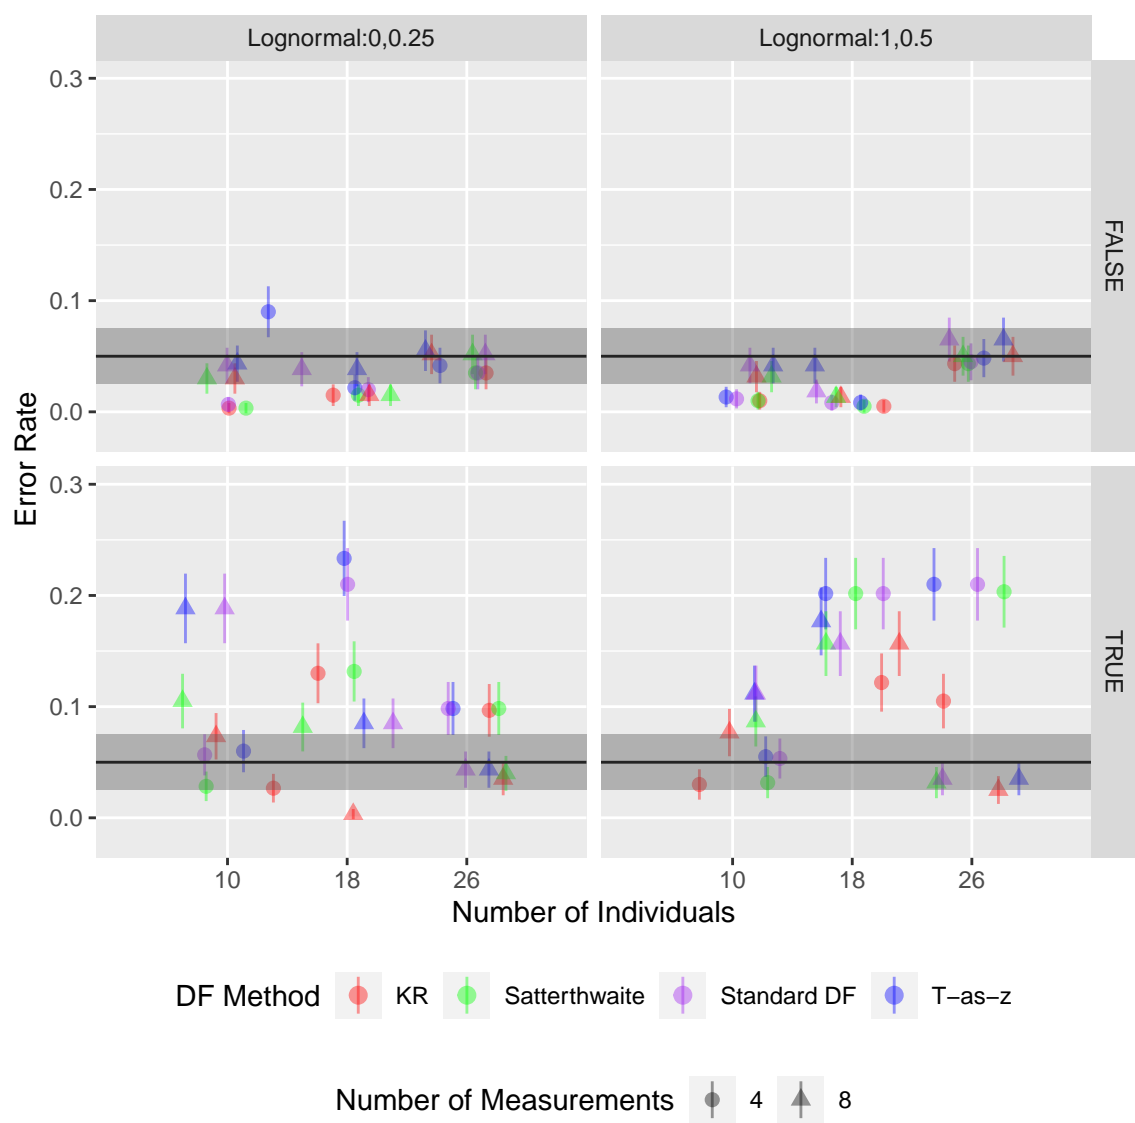 Lognormal:0,0.25 Lognormal:1,0.5
0.3
0.2
0.1
0.0
FALSE
Error Rate
0.3
0.2
0.1
0.0
TRUE
10 18 26 10 18 26
Number of Individuals
DF Method KR Satterthwaite Standard DF T−as−z
Number of Measurements 4 8